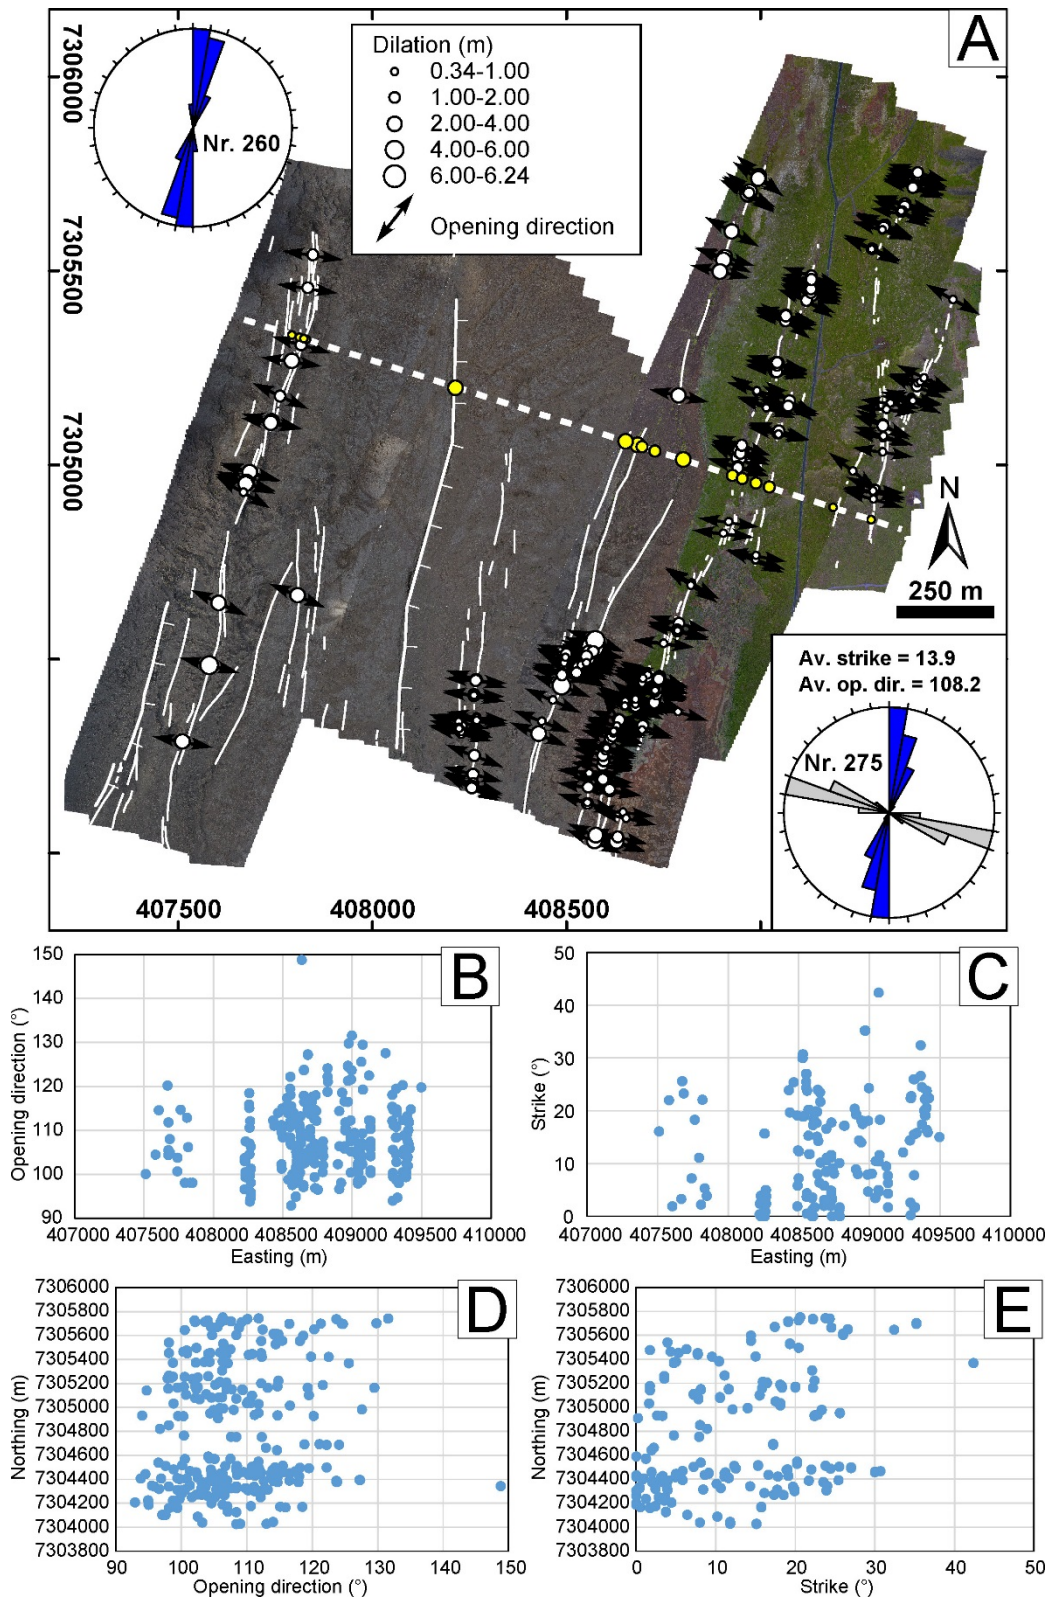 A
Dilation (m)
0.34-1.00
1.00-2.00
2.00-4.00
4.00-6.00
6.00-6.24
Opening direction
Nr. 260
7306000
7305500
7305000
N
250 m
Av. strike = 13.9
Av. op. dir. = 108.2
Nr. 275
407500 408000 408500
B
150
140
130
120
110
100
90
Opening direction (°)
407000 407500 408000 408500 409000 409500 410000
Easting (m)
C
50
40
30
20
10
0
Strike (°)
407000 407500 408000 408500 409000 409500 410000
Easting (m)
D
7306000
7305800
7305600
7305400
7305200
7305000
7304800
7304600
7304400
7304200
7304000
7303800
Northing (m)
90 100 110 120 130 140 150
Opening direction (°)
E
7306000
7305800
7305600
7305400
7305200
7305000
7304800
7304600
7304400
7304200
7304000
7303800
Northing (m)
0 10 20 30 40 50
Strike (°)